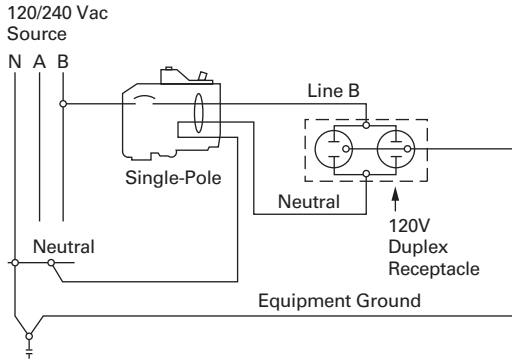 120/240 Vac
Source
N A B
Line B
Single-Pole
Neutral
120V
Duplex
Receptacle
Neutral
Equipment Ground